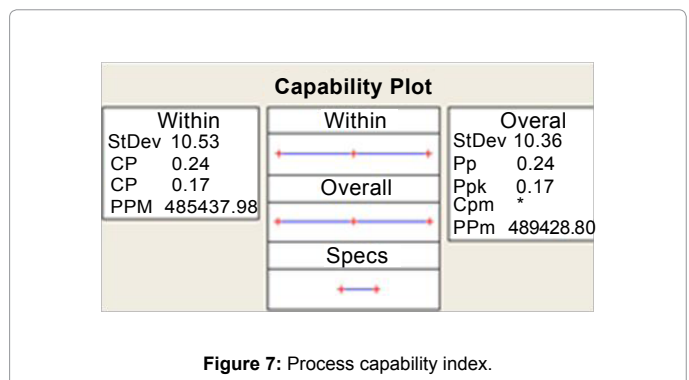 Capability Plot
Within
StDev 10.53
CP 0.24
CP 0.17
PPM 485437.98
Within
Overall
Specs
Overal
StDev 10.36
Pp 0.24
Ppk 0.17
Cpm *
PPm 489428.80
Figure 7: Process capability index.